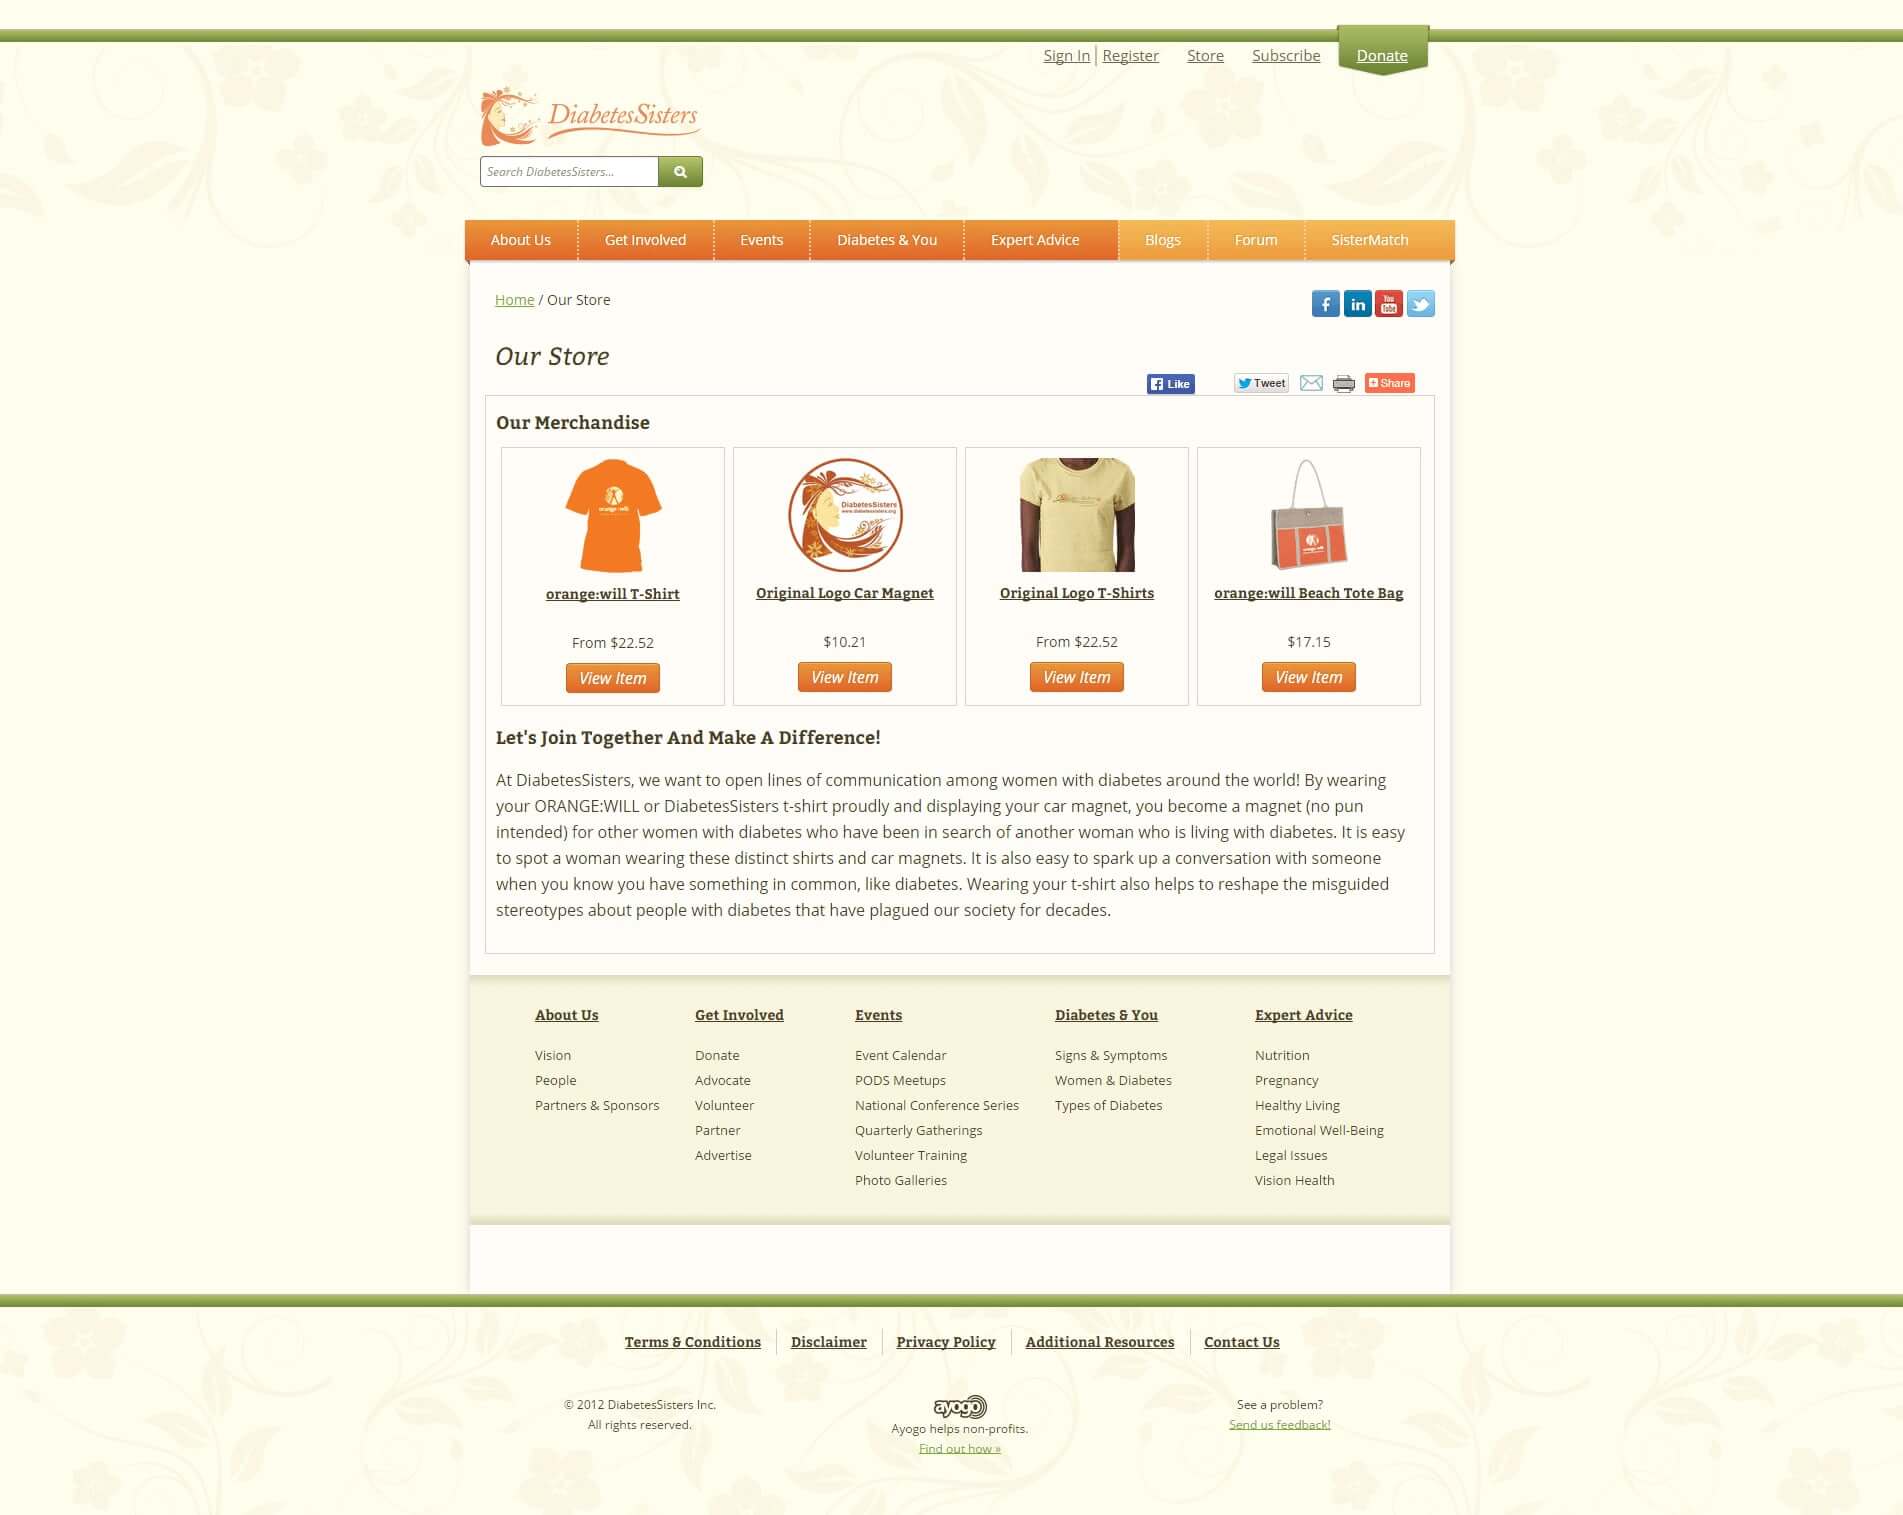 Sign In Register Store Subscribe Donate
DiabetesSisters
Search DiabetesSisters...
About Us Get Involved Events Diabetes & You Expert Advice Blogs Forum SisterMatch
Home / Our Store
f in You Tube
Our Store
Like Tweet Share
Our Merchandise
orange:will
DiabetesSisters
www.diabetessisters.org
orange:will T-Shirt Original Logo Car Magnet Original Logo T-Shirts orange:will Beach Tote Bag
From $22.52 $10.21 From $22.52 $17.15
View Item View Item View Item View Item
Let's Join Together And Make A Difference!
At DiabetesSisters, we want to open lines of communication among women with diabetes around the world! By wearing
your ORANGE:WILL or DiabetesSisters t-shirt proudly and displaying your car magnet, you become a magnet (no pun
intended) for other women with diabetes who have been in search of another woman who is living with diabetes. It is easy
to spot a woman wearing these distinct shirts and car magnets. It is also easy to spark up a conversation with someone
when you know you have something in common, like diabetes. Wearing your t-shirt also helps to reshape the misguided
stereotypes about people with diabetes that have plagued our society for decades.
About Us Get Involved Events Diabetes & You Expert Advice
Vision Donate Event Calendar Signs & Symptoms Nutrition
People Advocate PODS Meetups Women & Diabetes Pregnancy
Partners & Sponsors Volunteer National Conference Series Types of Diabetes Healthy Living
Partner Quarterly Gatherings Emotional Well-Being
Advertise Volunteer Training Legal Issues
Photo Galleries Vision Health
Terms & Conditions Disclaimer Privacy Policy Additional Resources Contact Us
© 2012 DiabetesSisters Inc.
All rights reserved.
ayogo
Ayogo helps non-profits.
Find out how »
See a problem?
Send us feedback!